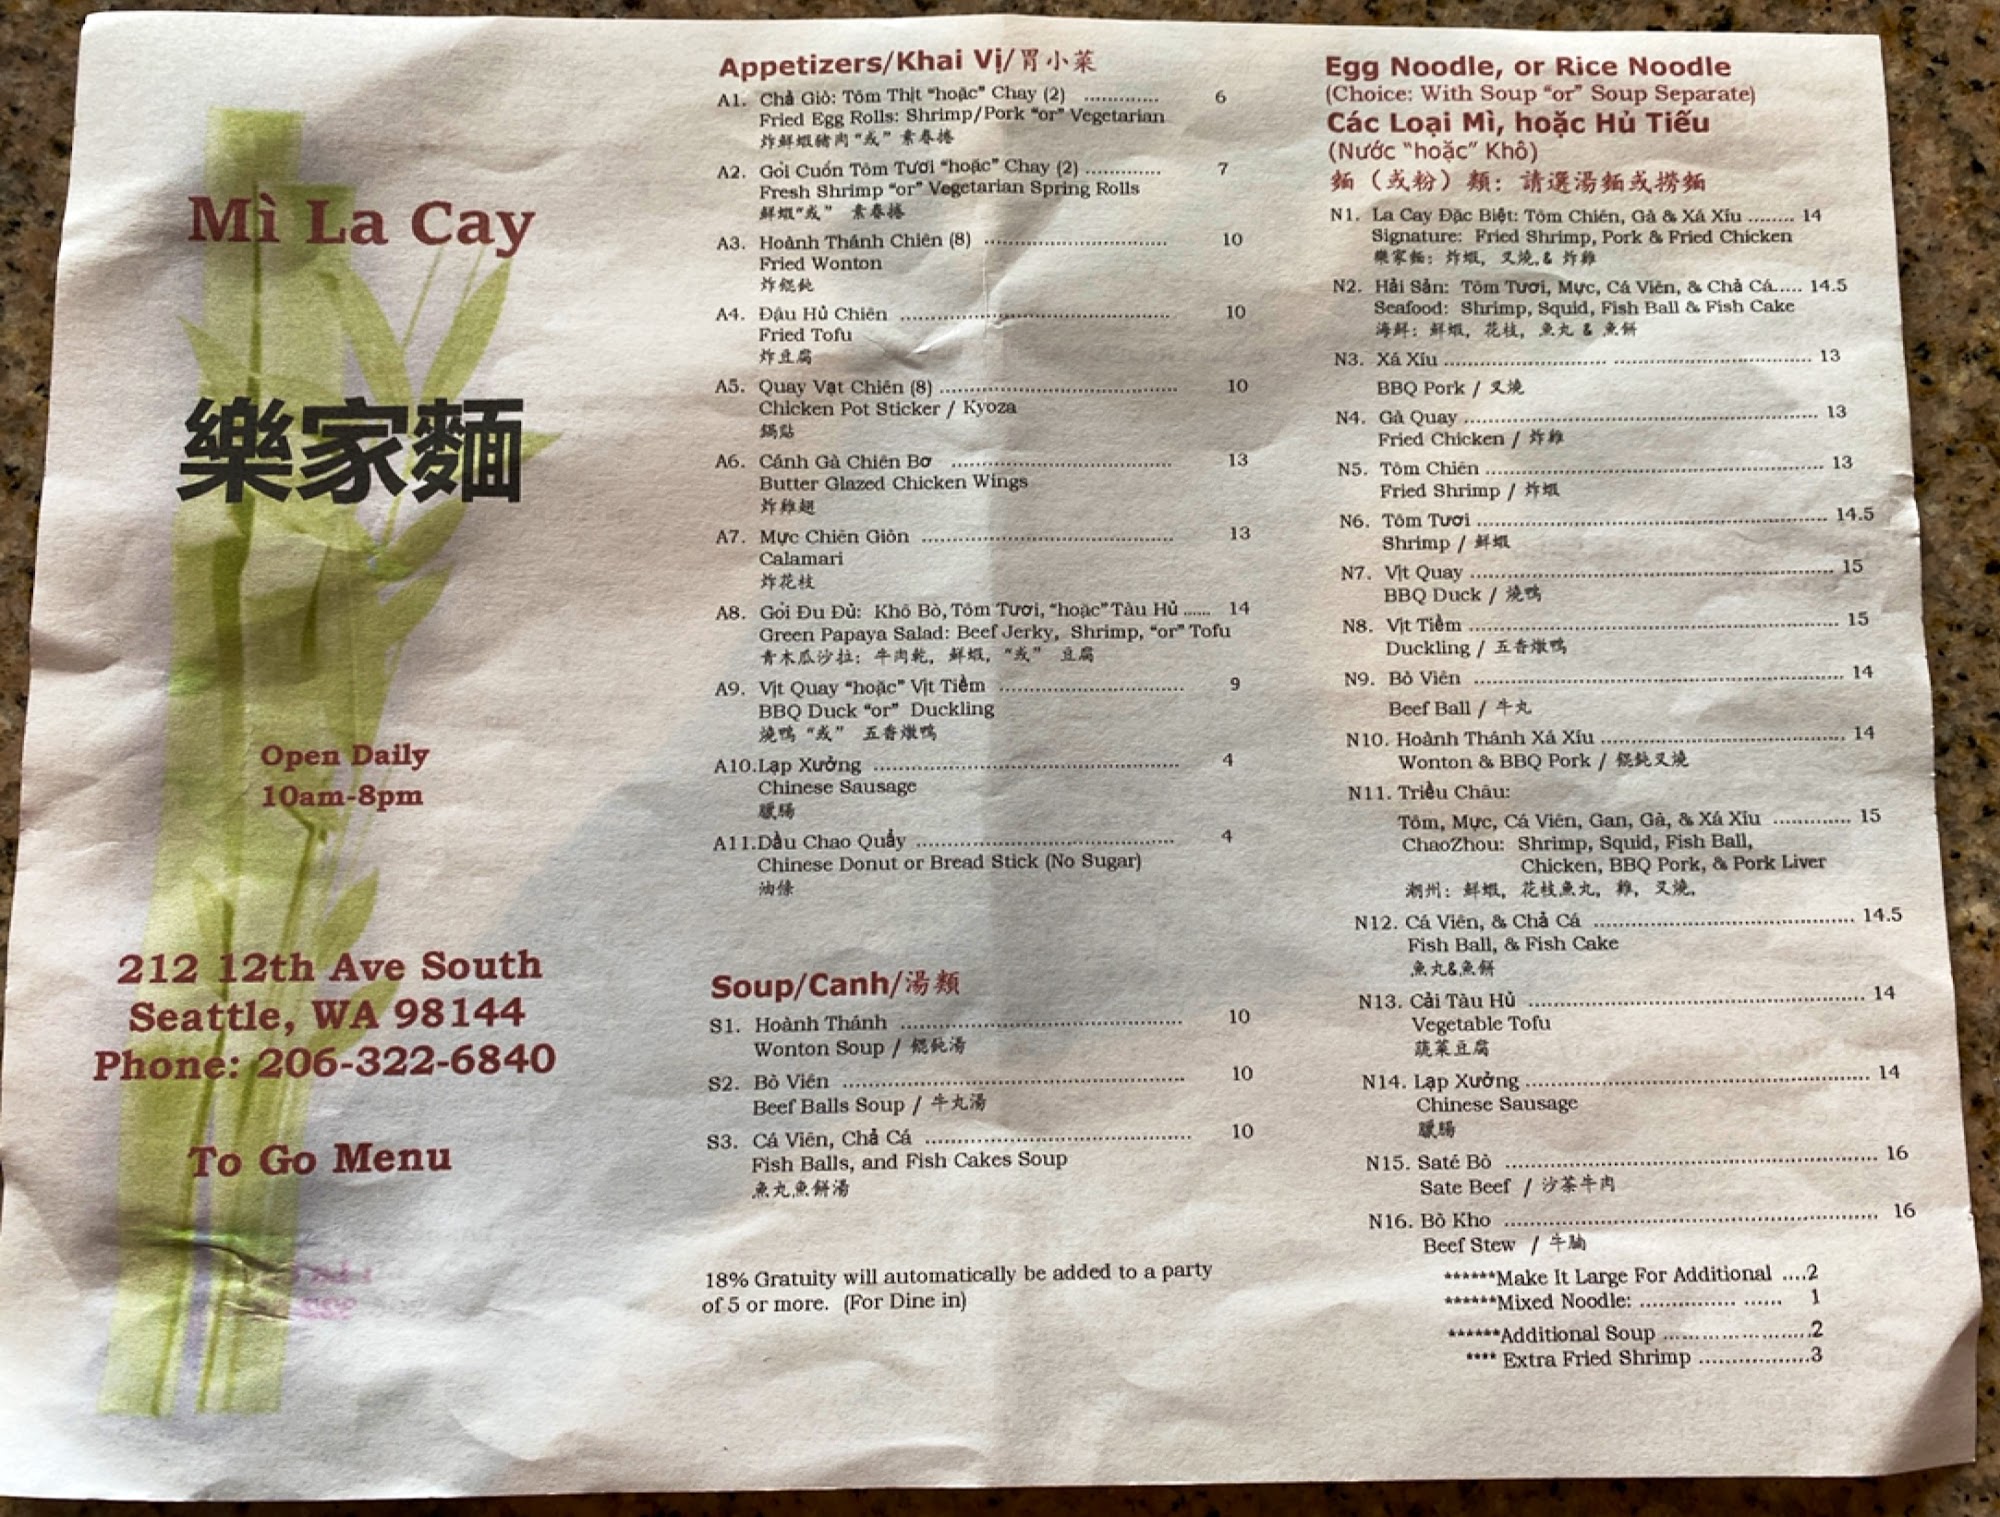 Mì La Cay
樂家麵
Open Daily
10am-8pm
212 12th Ave South
Seattle, WA 98144
Phone: 206-322-6840
To Go Menu
Appetizers/Khai Vị/胃小菜
A1. Chả Giò: Tôm Thịt “hoặc” Chay (2) ............. 6
Fried Egg Rolls: Shrimp/Pork “or” Vegetarian
炸鮮蝦豬肉“或” 素春捲
A2. Gỏi Cuốn Tôm Tươi “hoặc” Chay (2) ............. 7
Fresh Shrimp “or” Vegetarian Spring Rolls
鮮蝦“或” 素春捲
A3. Hoành Thánh Chiên (8) ............................... 10
Fried Wonton
炸餛飩
A4. Đậu Hủ Chiên ............................................. 10
Fried Tofu
炸豆腐
A5. Quay Vạt Chiên (8) ........................................ 10
Chicken Pot Sticker / Kyoza
鍋貼
A6. Cánh Gà Chiên Bơ ..................................... 13
Butter Glazed Chicken Wings
炸雞翅
A7. Mực Chiên Giòn .......................................... 13
Calamari
炸花枝
A8. Gỏi Đu Đủ: Khô Bò, Tôm Tươi, “hoặc”Tàu Hủ ...... 14
Green Papaya Salad: Beef Jerky, Shrimp, “or” Tofu
青木瓜沙拉: 牛肉乾, 鮮蝦, “或” 豆腐
A9. Vịt Quay “hoặc” Vịt Tiềm ............................... 9
BBQ Duck “or” Duckling
燒鴨 “或” 五香燉鴨
A10.Lạp Xưởng .................................................... 4
Chinese Sausage
臘腸
A11.Dầu Chao Quẩy ............................................ 4
Chinese Donut or Bread Stick (No Sugar)
油條
Soup/Canh/湯類
S1. Hoành Thánh ............................................... 10
Wonton Soup / 餛飩湯
S2. Bò Viên ......................................................... 10
Beef Balls Soup / 牛丸湯
S3. Cá Viên, Chả Cá ............................................ 10
Fish Balls, and Fish Cakes Soup
魚丸魚餅湯
18% Gratuity will automatically be added to a party
of 5 or more. (For Dine in)
Egg Noodle, or Rice Noodle
(Choice: With Soup “or” Soup Separate)
Các Loại Mì, hoặc Hủ Tiếu
(Nước “hoặc” Khô)
麵（或粉）類: 請選湯麵或撈麵
N1. La Cay Đặc Biệt: Tôm Chiên, Gà & Xá Xíu ........ 14
Signature: Fried Shrimp, Pork & Fried Chicken
樂家麵: 炸蝦, 叉燒,& 炸雞
N2. Hải Sản: Tôm Tươi, Mực, Cá Viên, & Chả Cá..... 14.5
Seafood: Shrimp, Squid, Fish Ball & Fish Cake
海鮮: 鮮蝦, 花枝, 魚丸 & 魚餅
N3. Xá Xíu ................................................................ 13
BBQ Pork / 叉燒
N4. Gà Quay .............................................................. 13
Fried Chicken / 炸雞
N5. Tôm Chiên ........................................................... 13
Fried Shrimp / 炸蝦
N6. Tôm Tươi ............................................................. 14.5
Shrimp / 鮮蝦
N7. Vịt Quay ............................................................... 15
BBQ Duck / 燒鴨
N8. Vịt Tiềm ................................................................ 15
Duckling / 五香燉鴨
N9. Bò Viên ................................................................ 14
Beef Ball / 牛丸
N10. Hoành Thánh Xá Xíu ........................................... 14
Wonton & BBQ Pork / 餛飩叉燒
N11. Triều Châu:
Tôm, Mực, Cá Viên, Gan, Gà, & Xá Xíu ............. 15
ChaoZhou: Shrimp, Squid, Fish Ball,
Chicken, BBQ Pork, & Pork Liver
潮州: 鮮蝦, 花枝魚丸, 雞, 叉燒,
N12. Cá Viên, & Chả Cá .............................................. 14.5
Fish Ball, & Fish Cake
魚丸&魚餅
N13. Cải Tàu Hủ .......................................................... 14
Vegetable Tofu
蔬菜豆腐
N14. Lạp Xưởng ........................................................... 14
Chinese Sausage
臘腸
N15. Saté Bò ................................................................ 16
Sate Beef / 沙茶牛肉
N16. Bò Kho ................................................................ 16
Beef Stew / 牛腩
******Make It Large For Additional ....2
******Mixed Noodle: ................ ...... 1
******Additional Soup ........................2
**** Extra Fried Shrimp ..................3